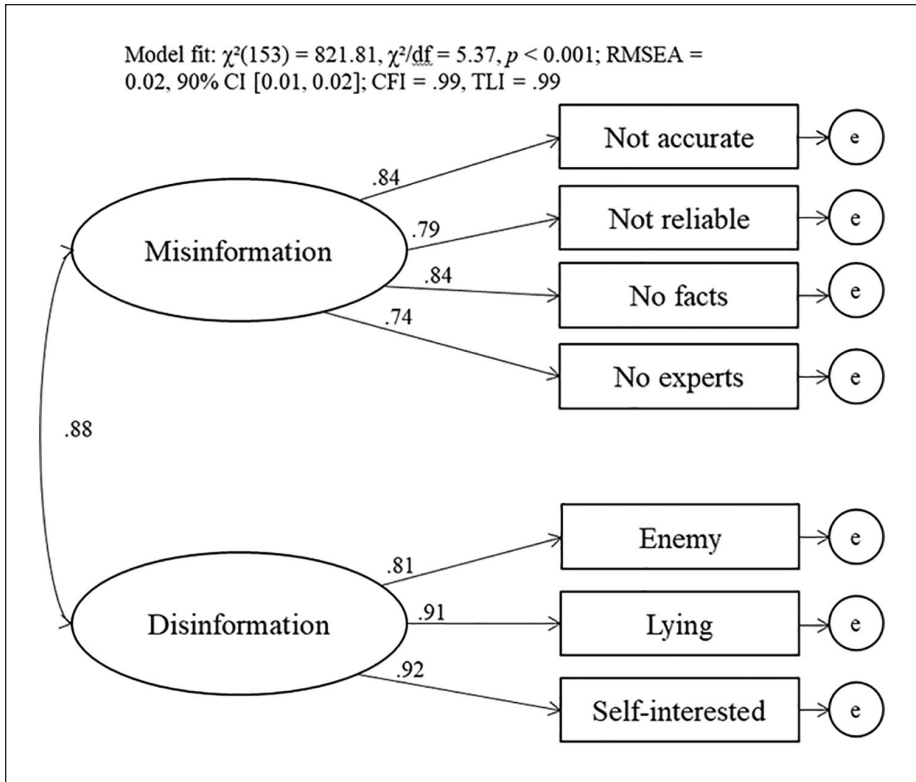 Model fit: χ²(153) = 821.81, χ²/df = 5.37, p < 0.001; RMSEA =
0.02, 90% CI [0.01, 0.02]; CFI = .99, TLI = .99
Not accurate
e
.84
Not reliable
e
.79
Misinformation
.84
No facts
e
.74
No experts
e
.88
Enemy
e
.81
.91
Disinformation
Lying
e
.92
Self-interested
e